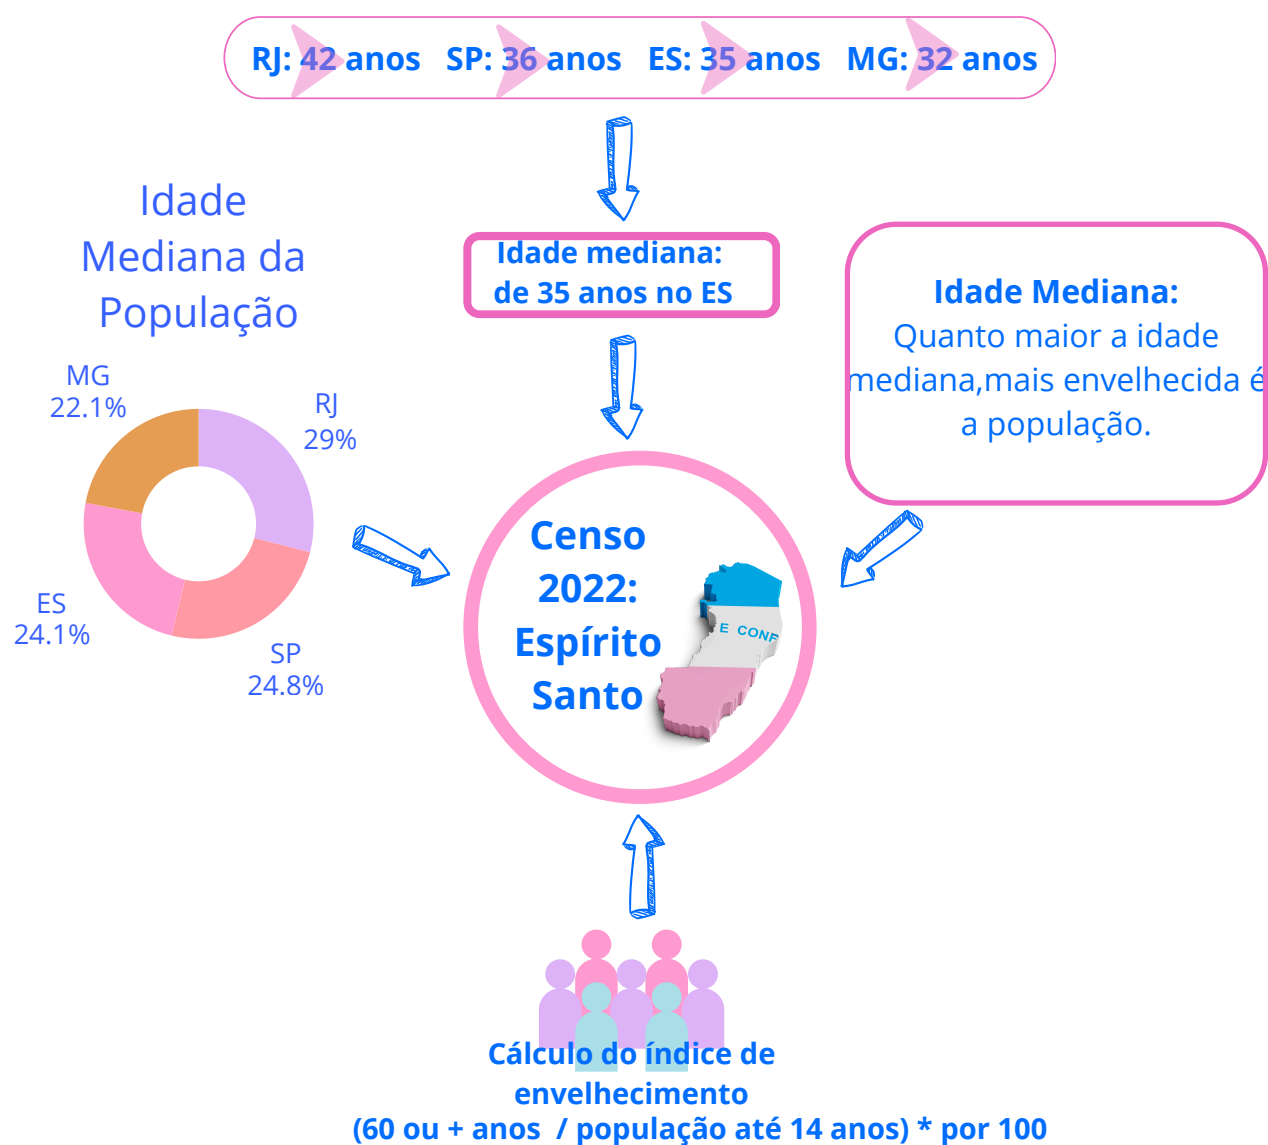 RJ: 42 anos SP: 36 anos ES: 35 anos MG: 32 anos
Idade
Mediana da
População
MG
22.1%
RJ
29%
ES
24.1%
SP
24.8%
Idade mediana:
de 35 anos no ES
Idade Mediana:
Quanto maior a idade
mediana,mais envelhecida é
a população.
Censo
2022:
Espírito
Santo
E CONF
Cálculo do índice de
envelhecimento
(60 ou + anos / população até 14 anos) * por 100